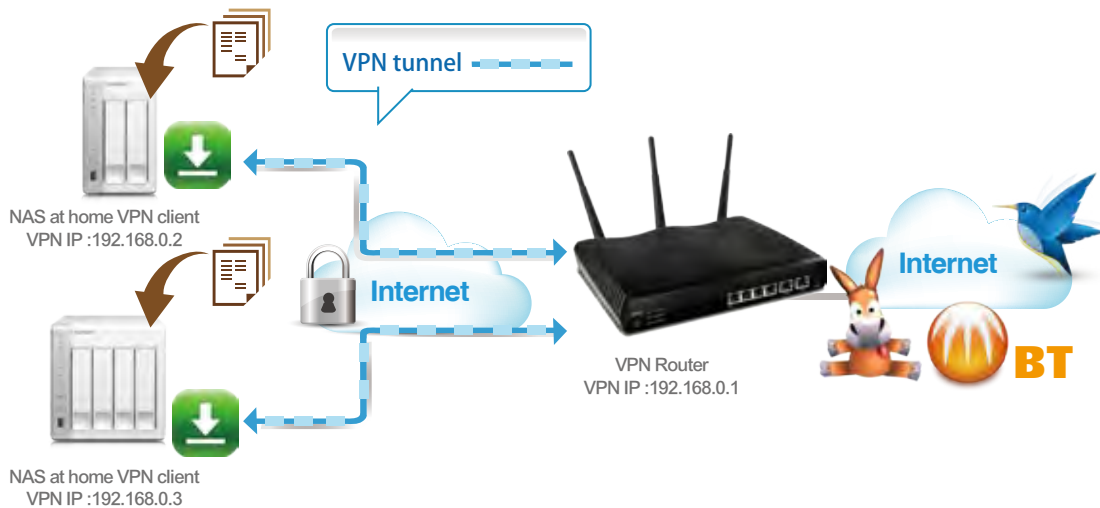 VPN tunnel
NAS at home VPN client
VPN IP :192.168.0.2
Internet
Internet
VPN Router
VPN IP :192.168.0.1
BT
NAS at home VPN client
VPN IP :192.168.0.3